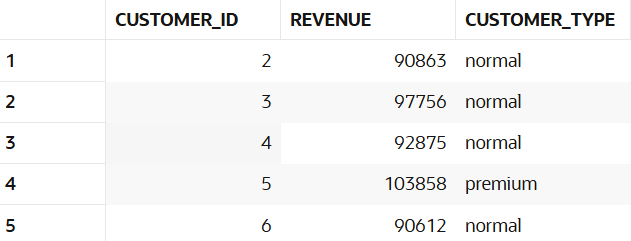 CUSTOMER_ID REVENUE CUSTOMER_TYPE
1 2 90863 normal
2 3 97756 normal
3 4 92875 normal
4 5 103858 premium
5 6 90612 normal